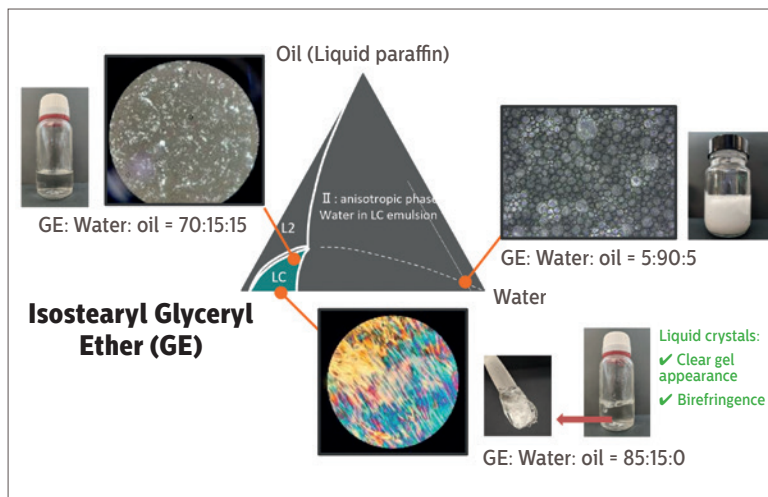 Oil (Liquid paraffin)
GE: Water: oil = 70:15:15
II : anisotropic phase
Water in LC emulsion
L2
LC
GE: Water: oil = 5:90:5
Water
Isostearyl Glyceryl
Ether (GE)
Liquid crystals:
✔ Clear gel
appearance
✔ Birefringence
GE: Water: oil = 85:15:0